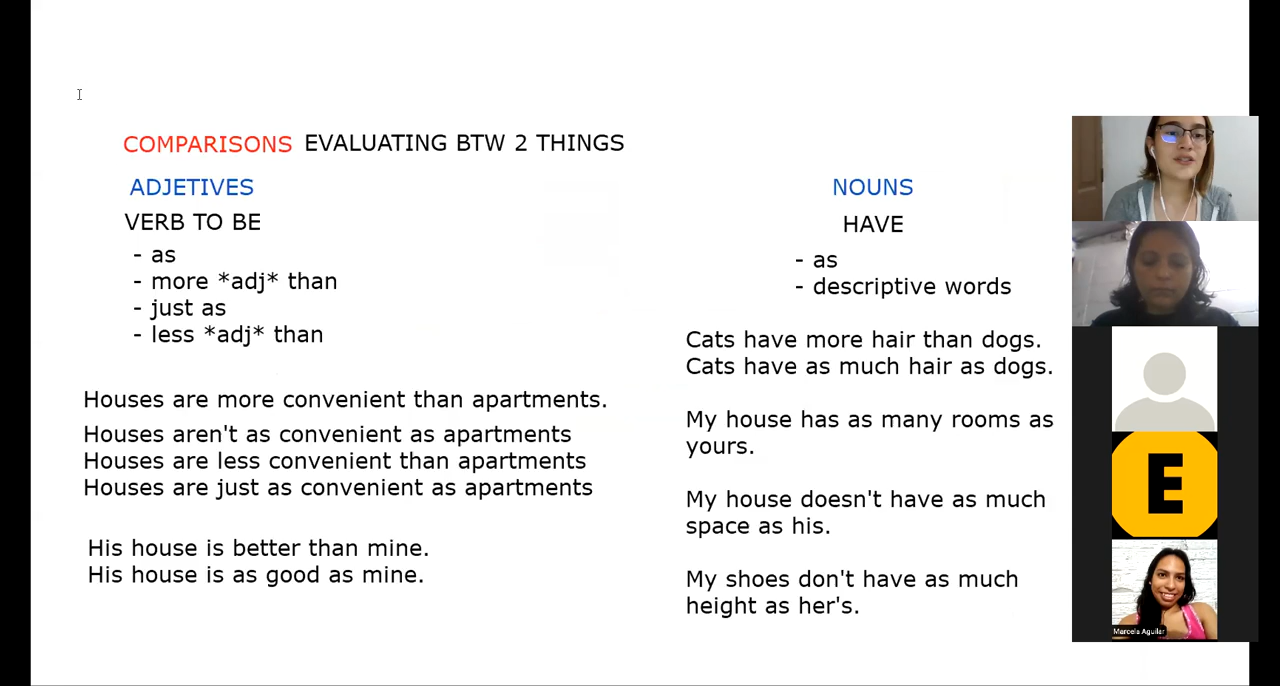 COMPARISONS EVALUATING BTW 2 THINGS
ADJETIVES
VERB TO BE
- as
- more *adj* than
- just as
- less *adj* than
Houses are more convenient than apartments.
Houses aren't as convenient as apartments
Houses are less convenient than apartments
Houses are just as convenient as apartments
His house is better than mine.
His house is as good as mine.
NOUNS
HAVE
- as
- descriptive words
Cats have more hair than dogs.
Cats have as much hair as dogs.
My house has as many rooms as
yours.
My house doesn't have as much
space as his.
My shoes don't have as much
height as her's.
E
Marcela Aguilar